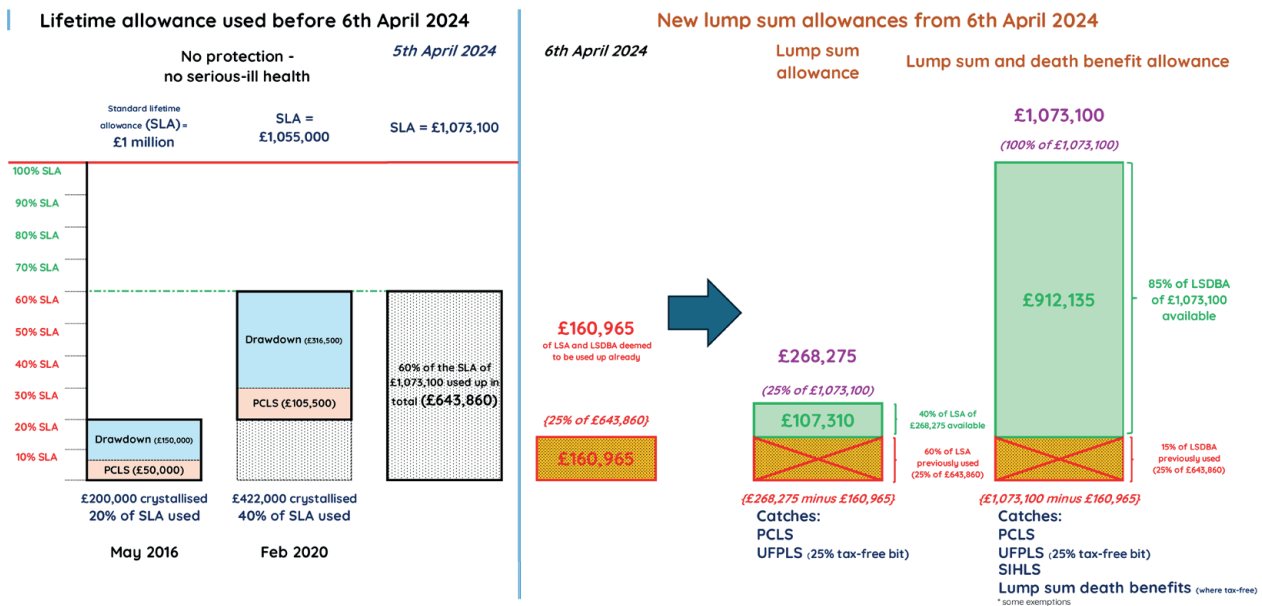 Lifetime allowance used before 6th April 2024
No protection -
no serious-ill health
5th April 2024
Standard lifetime
allowance (SLA) =
£1 million
SLA =
£1,055,000
SLA = £1,073,100
100% SLA
90% SLA
80% SLA
70% SLA
60% SLA
50% SLA
40% SLA
30% SLA
20% SLA
10% SLA
Drawdown (£150,000)
PCLS (£50,000)
Drawdown (£316,500)
PCLS (£105,500)
60% of the SLA of
£1,073,100 used up in
total (£643,860)
£200,000 crystallised
20% of SLA used
£422,000 crystallised
40% of SLA used
May 2016
Feb 2020
New lump sum allowances from 6th April 2024
6th April 2024
Lump sum
allowance
Lump sum and death benefit allowance
£160,965
of LSA and LSDBA deemed
to be used up already
{25% of £643,860}
£160,965
£268,275
(25% of £1,073,100)
£107,310
40% of LSA of
£268,275 available
60% of LSA
previously used
(25% of £643,860)
{£268,275 minus £160,965}
Catches:
PCLS
UFPLS (25% tax-free bit)
£1,073,100
(100% of £1,073,100)
£912,135
85% of LSDBA
of £1,073,100
available
15% of LSDBA
previously used
(25% of £643,860)
{£1,073,100 minus £160,965}
Catches:
PCLS
UFPLS (25% tax-free bit)
SIHLS
Lump sum death benefits (where tax-free)
* some exemptions